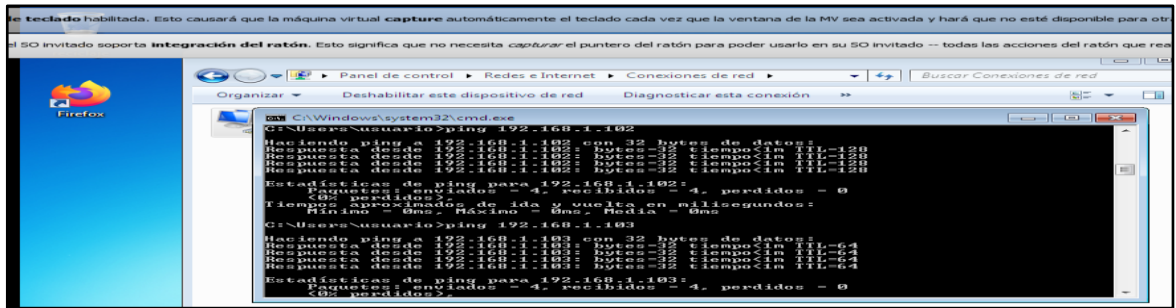 le teclado habilitada. Esto causará que la máquina virtual capture automáticamente el teclado cada vez que la ventana de la MV sea activada y hará que no esté disponible para otr
el SO invitado soporta integración del ratón. Esto significa que no necesita capturar el puntero del ratón para poder usarlo en su SO invitado -- todas las acciones del ratón que rea
Panel de control ▸ Redes e Internet ▸ Conexiones de red ▸ Buscar Conexiones de red
Organizar Deshabilitar este dispositivo de red Diagnosticar esta conexión »
Firefox
C:\Windows\system32\cmd.exe
C:\Users\usuario>ping 192.168.1.102
Haciendo ping a 192.168.1.102 con 32 bytes de datos:
Respuesta desde 192.168.1.102: bytes=32 tiempo<1m TTL=128
Respuesta desde 192.168.1.102: bytes=32 tiempo<1m TTL=128
Respuesta desde 192.168.1.102: bytes=32 tiempo<1m TTL=128
Respuesta desde 192.168.1.102: bytes=32 tiempo<1m TTL=128
Estadísticas de ping para 192.168.1.102:
Paquetes: enviados = 4, recibidos = 4, perdidos = 0
(0% perdidos),
Tiempos aproximados de ida y vuelta en milisegundos:
Mínimo = 0ms, Máximo = 0ms, Media = 0ms
C:\Users\usuario>ping 192.168.1.103
Haciendo ping a 192.168.1.103 con 32 bytes de datos:
Respuesta desde 192.168.1.103: bytes=32 tiempo<1m TTL=64
Respuesta desde 192.168.1.103: bytes=32 tiempo<1m TTL=64
Respuesta desde 192.168.1.103: bytes=32 tiempo<1m TTL=64
Respuesta desde 192.168.1.103: bytes=32 tiempo<1m TTL=64
Estadísticas de ping para 192.168.1.103:
Paquetes: enviados = 4, recibidos = 4, perdidos = 0
(0% perdidos),